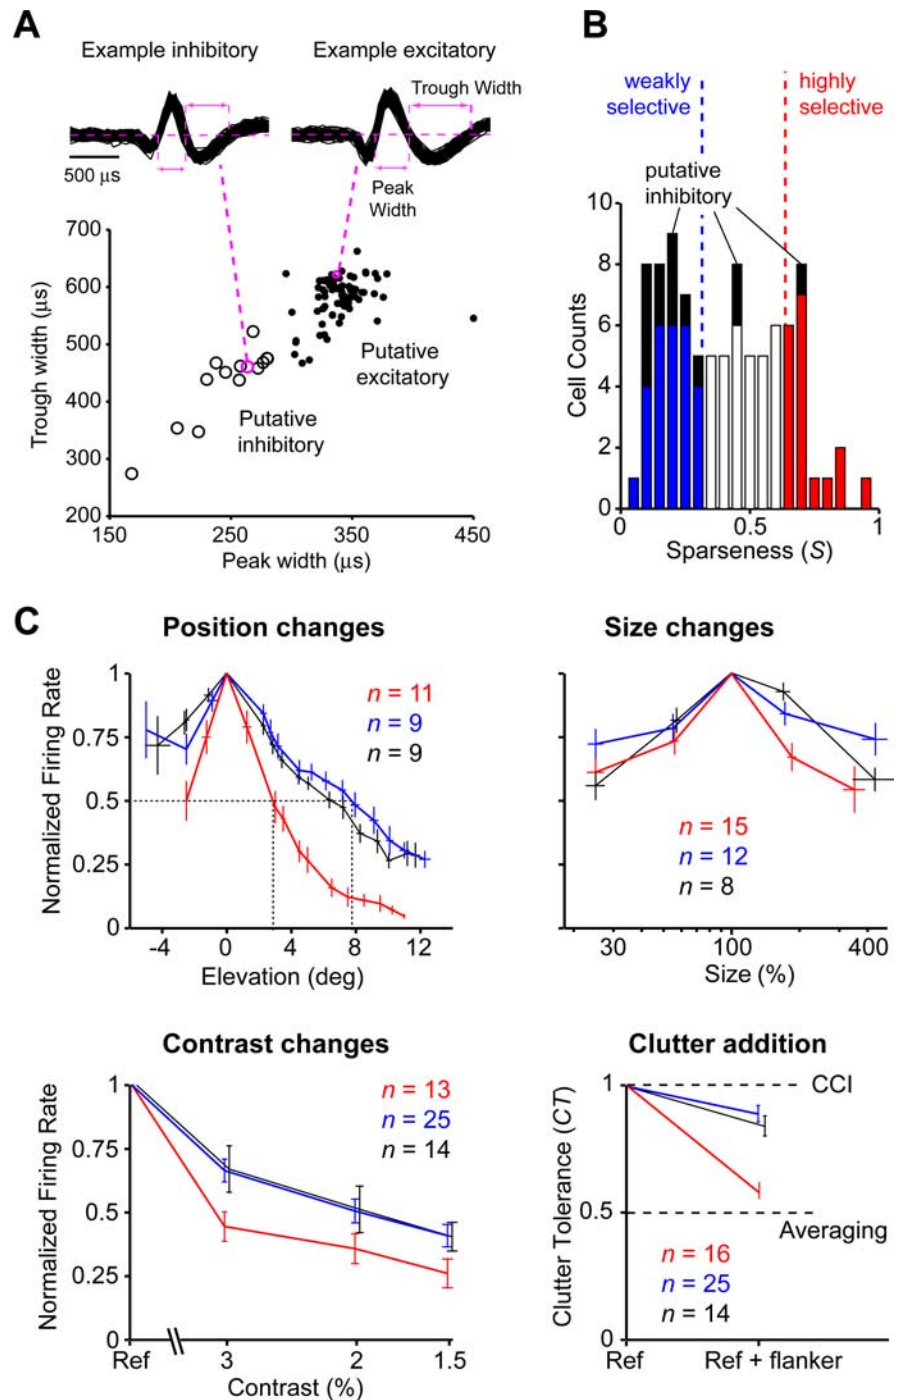 A
Example inhibitory
Example excitatory
Trough Width
500 μs
Peak
Width
700
600
500
400
300
200
Trough width (μs)
Putative
excitatory
Putative
inhibitory
150
250
350
450
Peak width (μs)
B
weakly
selective
highly
selective
putative
inhibitory
10
8
6
4
2
0
Cell Counts
0
0.5
1
Sparseness (S)
C
Position changes
1
0.75
0.5
0.25
0
Normalized Firing Rate
n = 11
n = 9
n = 9
-4
0
4
8
12
Elevation (deg)
Size changes
n = 15
n = 12
n = 8
30
100
400
Size (%)
Contrast changes
1
0.75
0.5
0.25
0
Normalized Firing Rate
n = 13
n = 25
n = 14
Ref
3
2
1.5
Contrast (%)
Clutter addition
1
0.5
0
Clutter Tolerance (CT)
CCI
Averaging
n = 16
n = 25
n = 14
Ref
Ref + flanker